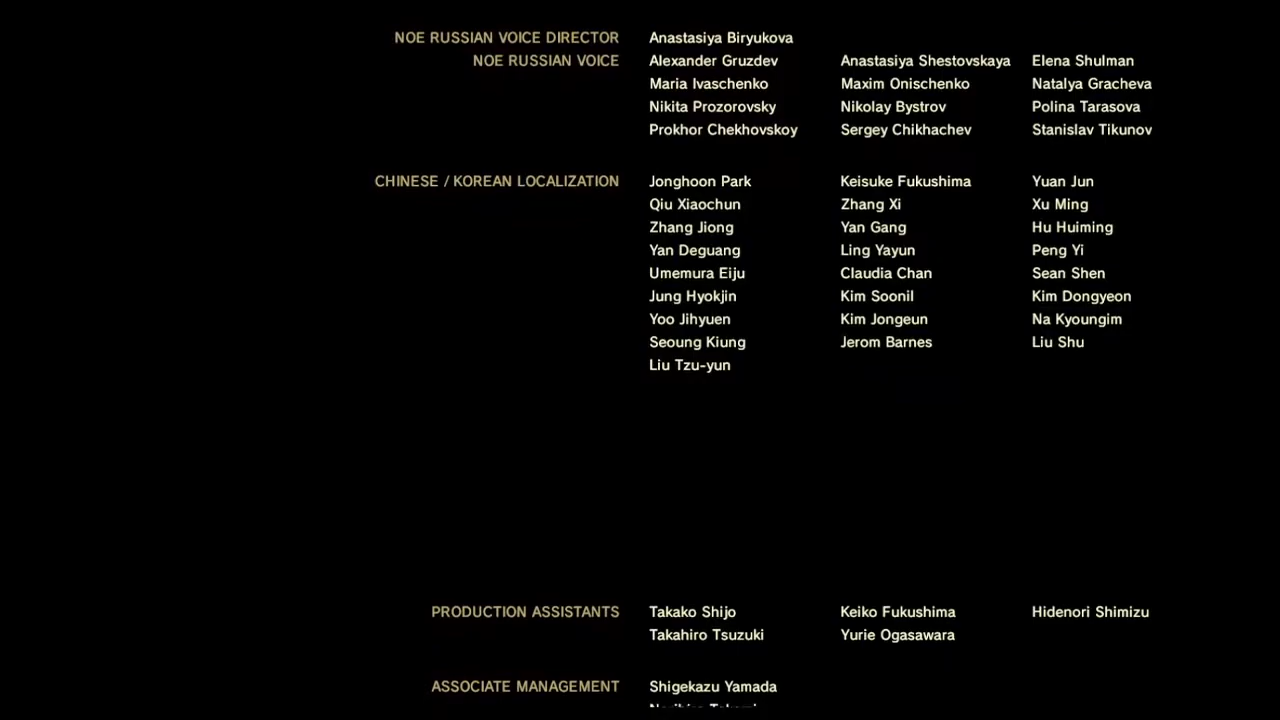 NOE RUSSIAN VOICE DIRECTOR Anastasiya Biryukova
NOE RUSSIAN VOICE Alexander Gruzdev Anastasiya Shestovskaya Elena Shulman
Maria Ivaschenko Maxim Onischenko Natalya Gracheva
Nikita Prozorovsky Nikolay Bystrov Polina Tarasova
Prokhor Chekhovskoy Sergey Chikhachev Stanislav Tikunov
CHINESE / KOREAN LOCALIZATION Jonghoon Park Keisuke Fukushima Yuan Jun
Qiu Xiaochun Zhang Xi Xu Ming
Zhang Jiong Yan Gang Hu Huiming
Yan Deguang Ling Yayun Peng Yi
Umemura Eiju Claudia Chan Sean Shen
Jung Hyokjin Kim Soonil Kim Dongyeon
Yoo Jihyuen Kim Jongeun Na Kyoungim
Seoung Kiung Jerom Barnes Liu Shu
Liu Tzu-yun
PRODUCTION ASSISTANTS Takako Shijo Keiko Fukushima Hidenori Shimizu
Takahiro Tsuzuki Yurie Ogasawara
ASSOCIATE MANAGEMENT Shigekazu Yamada